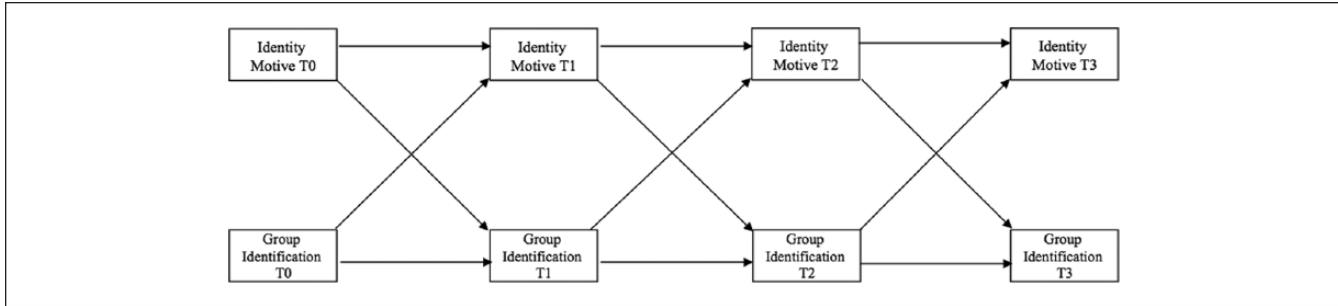 Identity
Motive T0
Identity
Motive T1
Identity
Motive T2
Identity
Motive T3
Group
Identification
T0
Group
Identification
T1
Group
Identification
T2
Group
Identification
T3